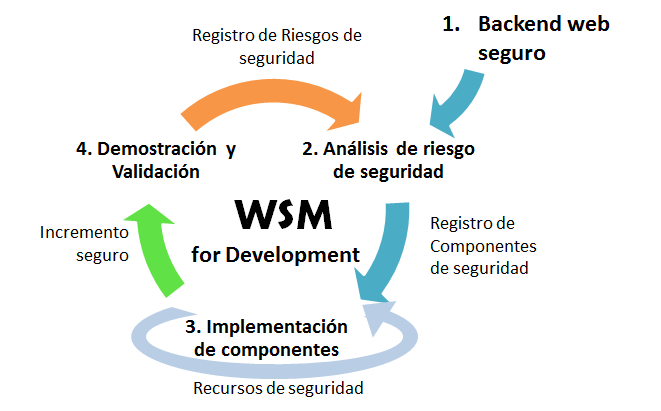 Registro de Riesgos de
seguridad
1. Backend web
seguro
4. Demostración y
Validación
2. Análisis de riesgo
de seguridad
WSM
for Development
Registro de
Componentes
de seguridad
Incremento
seguro
3. Implementación
de componentes
Recursos de seguridad